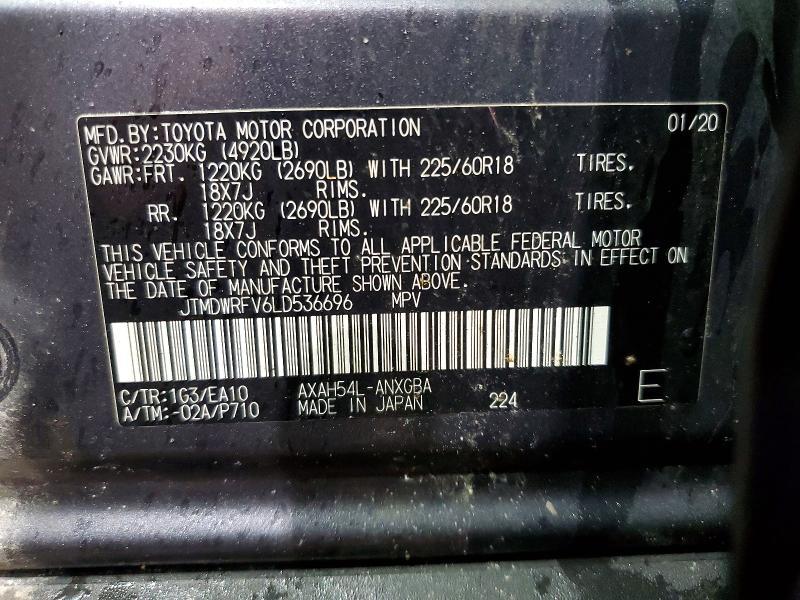 MFD.BY:TOYOTA MOTOR CORPORATION 01/20
GVWR:2230KG (4920LB)
GAWR:FRT. 1220KG (2690LB) WITH 225/60R18 TIRES.
18X7J RIMS.
RR. 1220KG (2690LB) WITH 225/60R18 TIRES.
18X7J RIMS.
THIS VEHICLE CONFORMS TO ALL APPLICABLE FEDERAL MOTOR
VEHICLE SAFETY AND THEFT PREVENTION STANDARDS IN EFFECT ON
THE DATE OF MANUFACTURE SHOWN ABOVE.
JTMDWRFV6LD536696 MPV
C/TR:1G3/EA10 AXAH54L-ANXGBA
A/TM:-02A/P710 MADE IN JAPAN 224 E